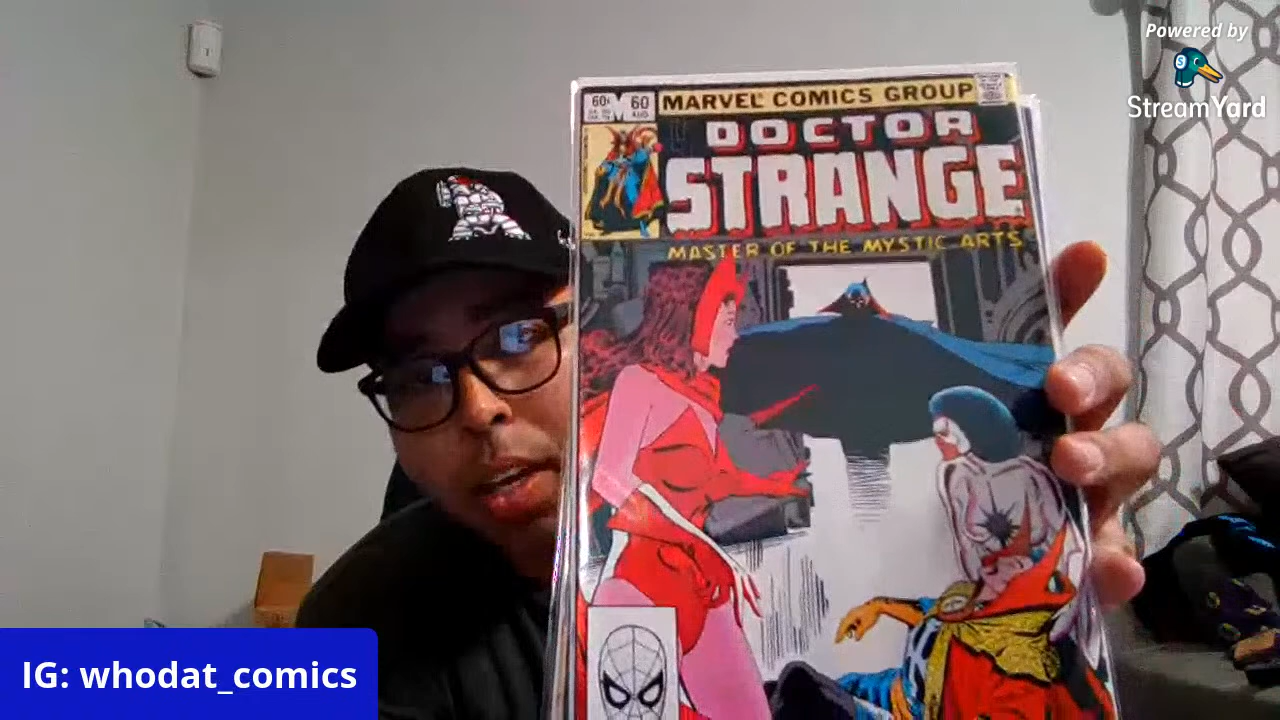 Powered by
StreamYard
60¢ M 60
AUG
MARVEL COMICS GROUP
DOCTOR
STRANGE
MASTER OF THE MYSTIC ARTS
IG: whodat_comics